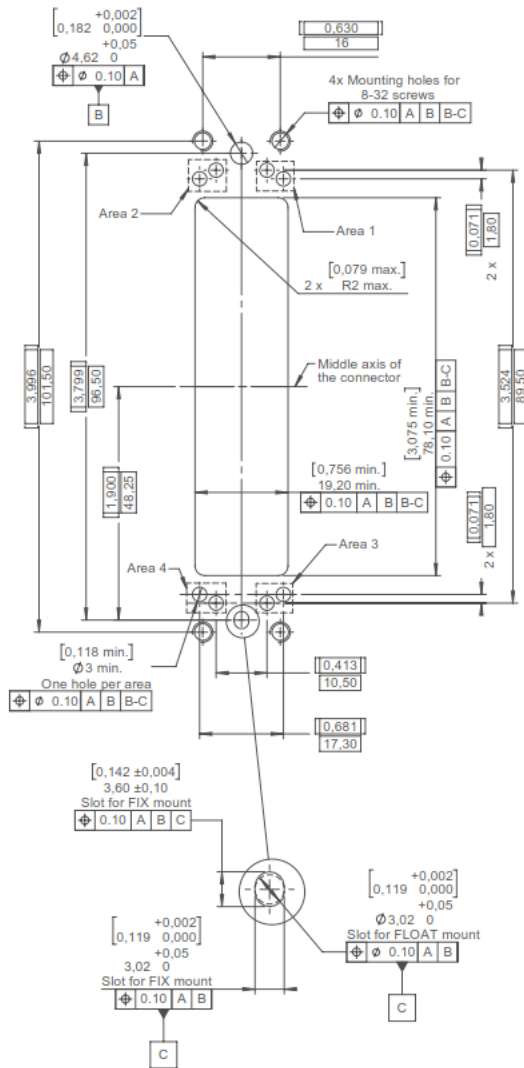 +0,002
[0,182 0,000]
+0,05
Ø4,62 0
⌖ Ø 0.10 A
B
[0,630]
16
4x Mounting holes for
8-32 screws
⌖ Ø 0.10 A B B-C
Area 2
Area 1
[0,071]
1,80
2 x
[0,079 max.]
2 x R2 max.
[3,996]
101,50
[3,799]
96,50
Middle axis of
the connector
[3,075 min.]
78,10 min.
⌖ 0.10 A B B-C
[3,524]
89,50
[1,900]
48,25
[0,756 min.]
19,20 min.
⌖ 0.10 A B B-C
[0,071]
1,80
2 x
Area 4
Area 3
[0,118 min.]
Ø3 min.
One hole per area
⌖ Ø 0.10 A B B-C
[0,413]
10,50
[0,681]
17,30
[0,142 ±0,004]
3,60 ±0,10
Slot for FIX mount
⌖ 0.10 A B C
+0,002
[0,119 0,000]
+0,05
Ø3,02 0
Slot for FLOAT mount
⌖ Ø 0.10 A B
C
+0,002
[0,119 0,000]
+0,05
3,02 0
Slot for FIX mount
⌖ 0.10 A B
C